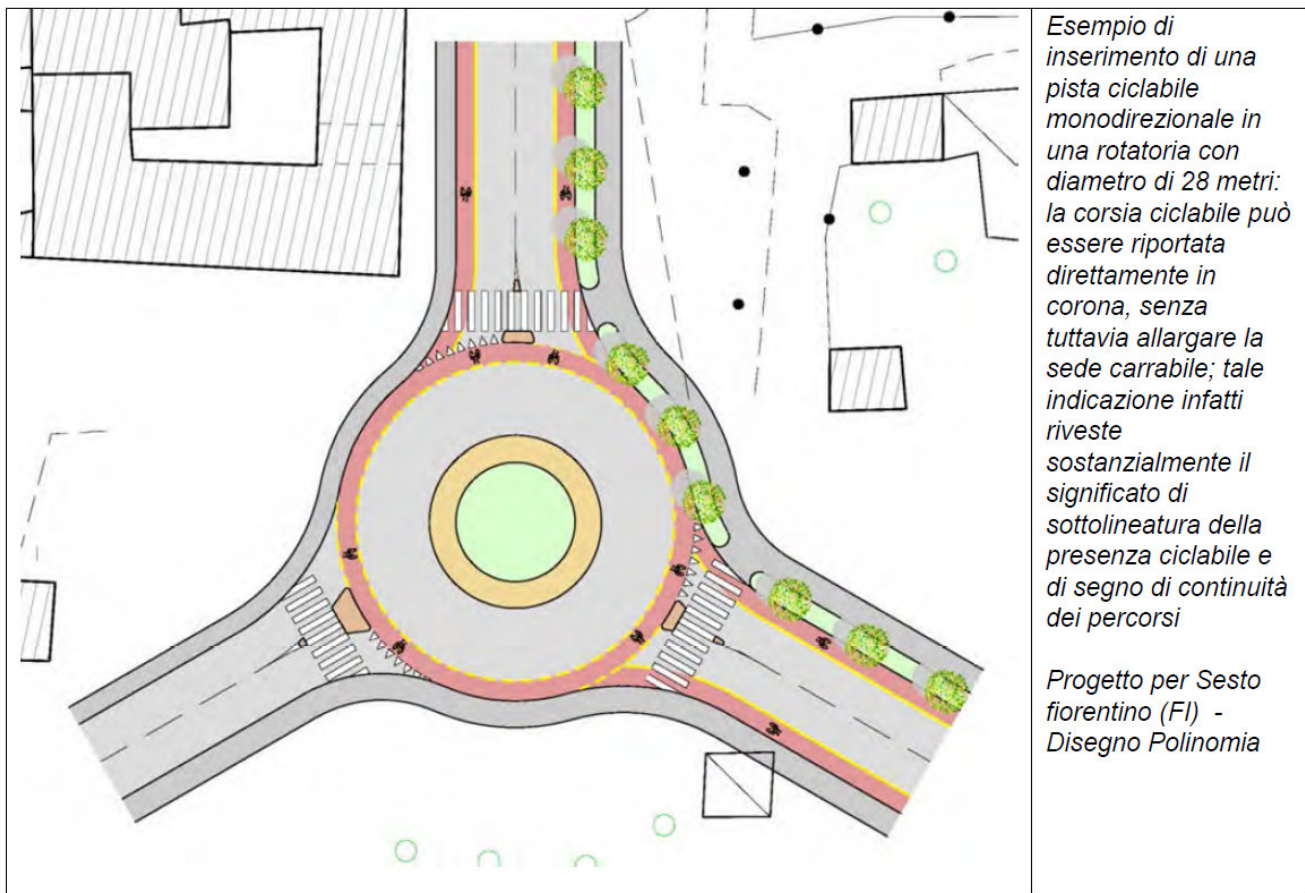 Esempio di
inserimento di una
pista ciclabile
monodirezionale in
una rotatoria con
diametro di 28 metri:
la corsia ciclabile può
essere riportata
direttamente in
corona, senza
tuttavia allargare la
sede carrabile; tale
indicazione infatti
riveste
sostanzialmente il
significato di
sottolineatura della
presenza ciclabile e
di segno di continuità
dei percorsi
Progetto per Sesto
fiorentino (FI) -
Disegno Polinomia